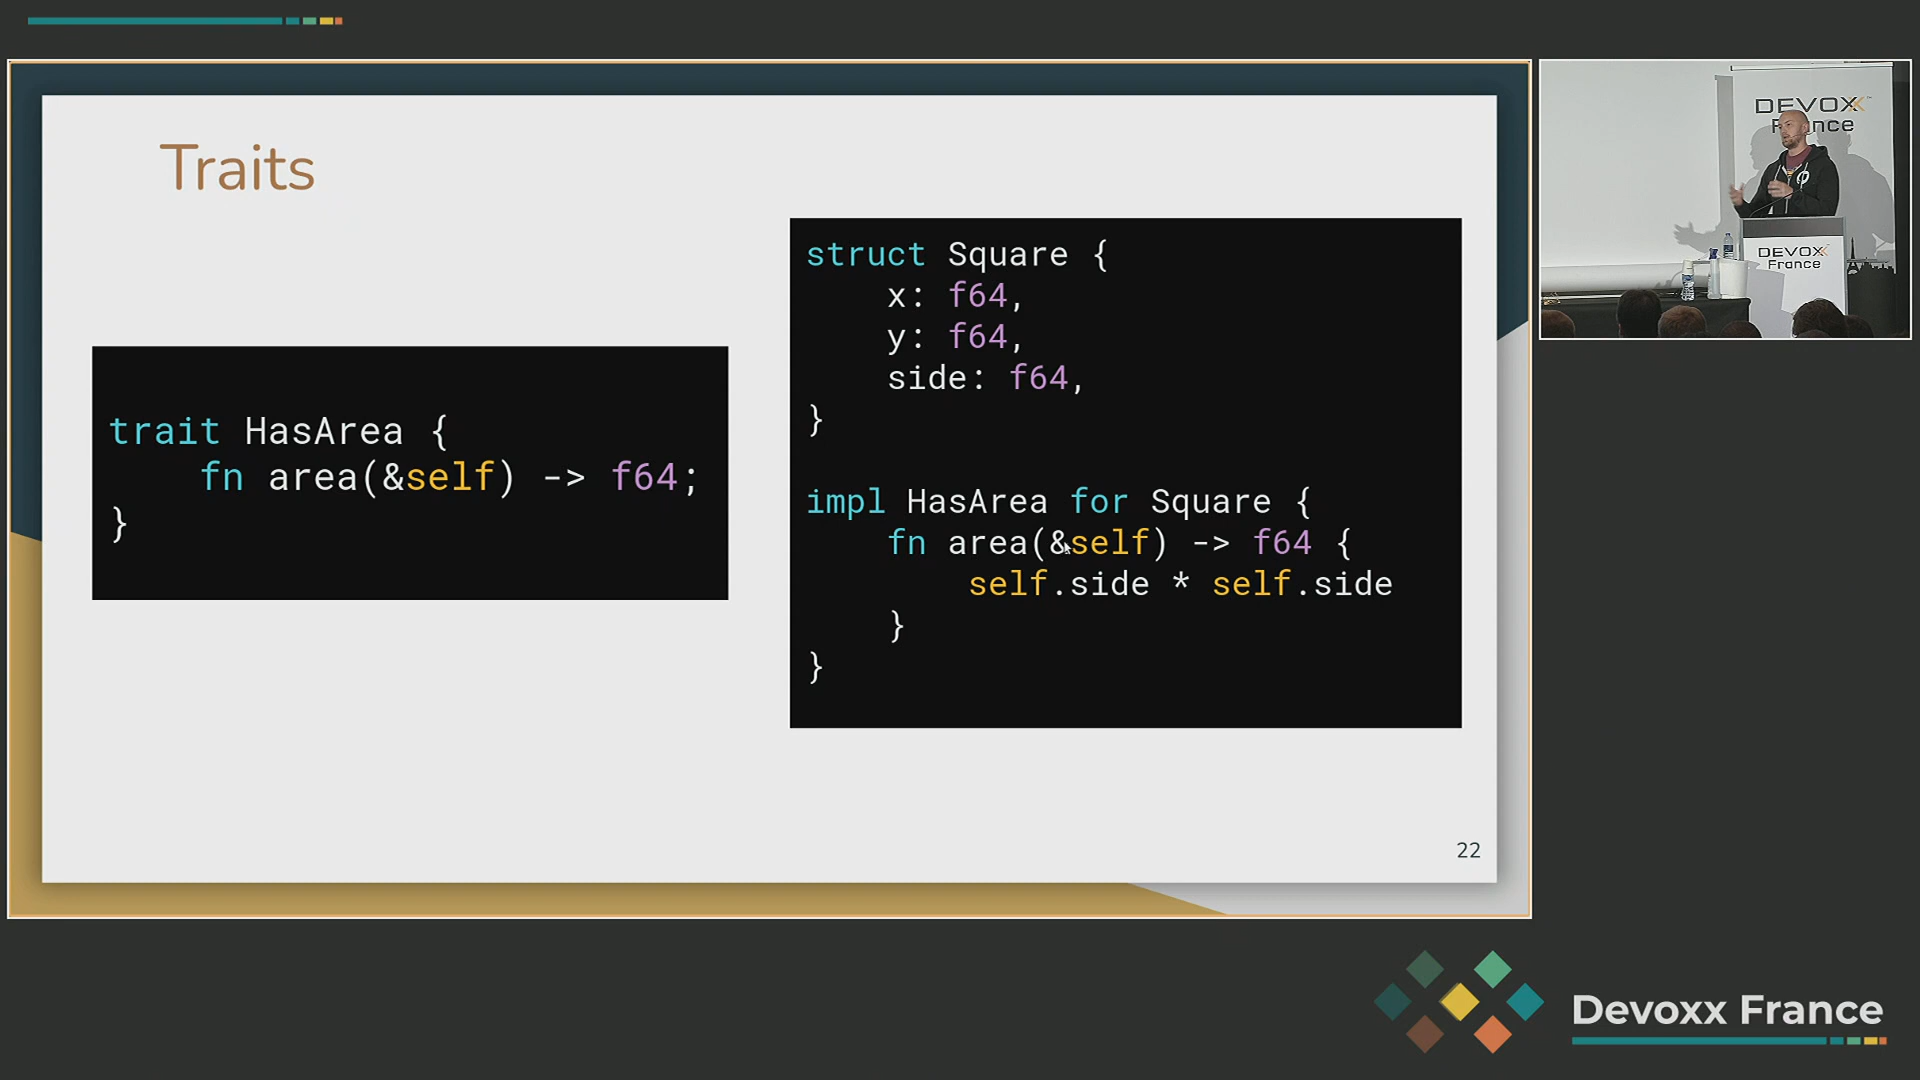 Traits
trait HasArea {
    fn area(&self) -> f64;
}
struct Square {
    x: f64,
    y: f64,
    side: f64,
}
impl HasArea for Square {
    fn area(&self) -> f64 {
        self.side * self.side
    }
}
22
DEVOXX
France
DEVOXX
France
Devoxx France